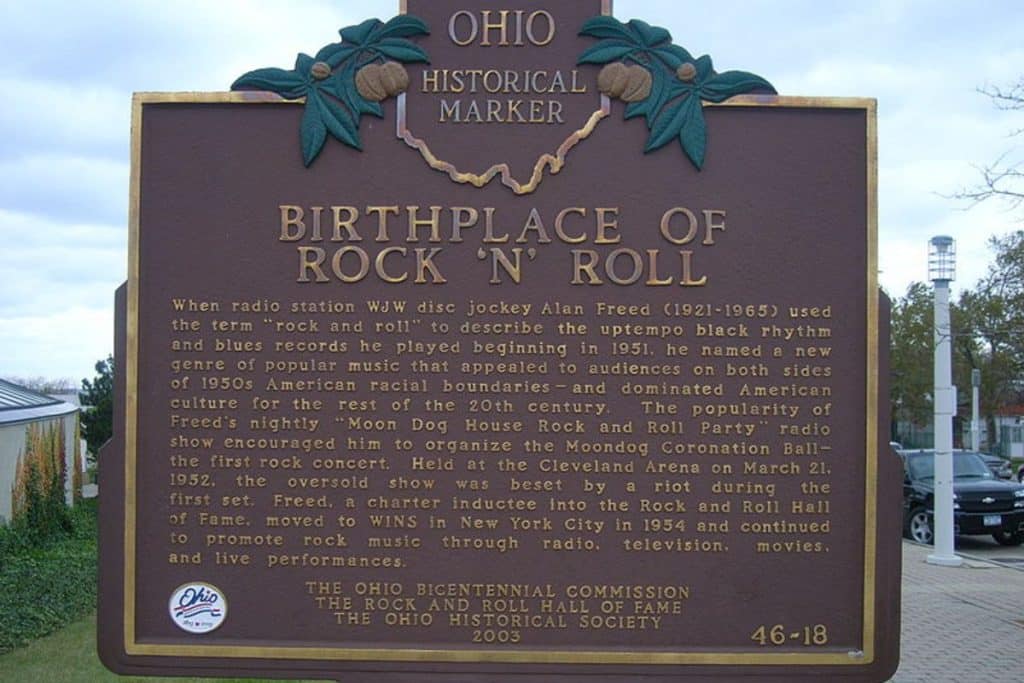 OHIO
HISTORICAL
MARKER
BIRTHPLACE OF
ROCK 'N' ROLL
When radio station WJW disc jockey Alan Freed (1921-1965) used
the term "rock and roll" to describe the uptempo black rhythm
and blues records he played beginning in 1951, he named a new
genre of popular music that appealed to audiences on both sides
of 1950s American racial boundaries—and dominated American
culture for the rest of the 20th century. The popularity of
Freed's nightly "Moon Dog House Rock and Roll Party" radio
show encouraged him to organize the Moondog Coronation Ball—
the first rock concert. Held at the Cleveland Arena on March 21,
1952, the oversold show was beset by a riot during the
first set. Freed, a charter inductee into the Rock and Roll Hall
of Fame, moved to WINS in New York City in 1954 and continued
to promote rock music through radio, television, movies,
and live performances.
THE OHIO BICENTENNIAL COMMISSION
THE ROCK AND ROLL HALL OF FAME
THE OHIO HISTORICAL SOCIETY
2003
46-18
Ohio